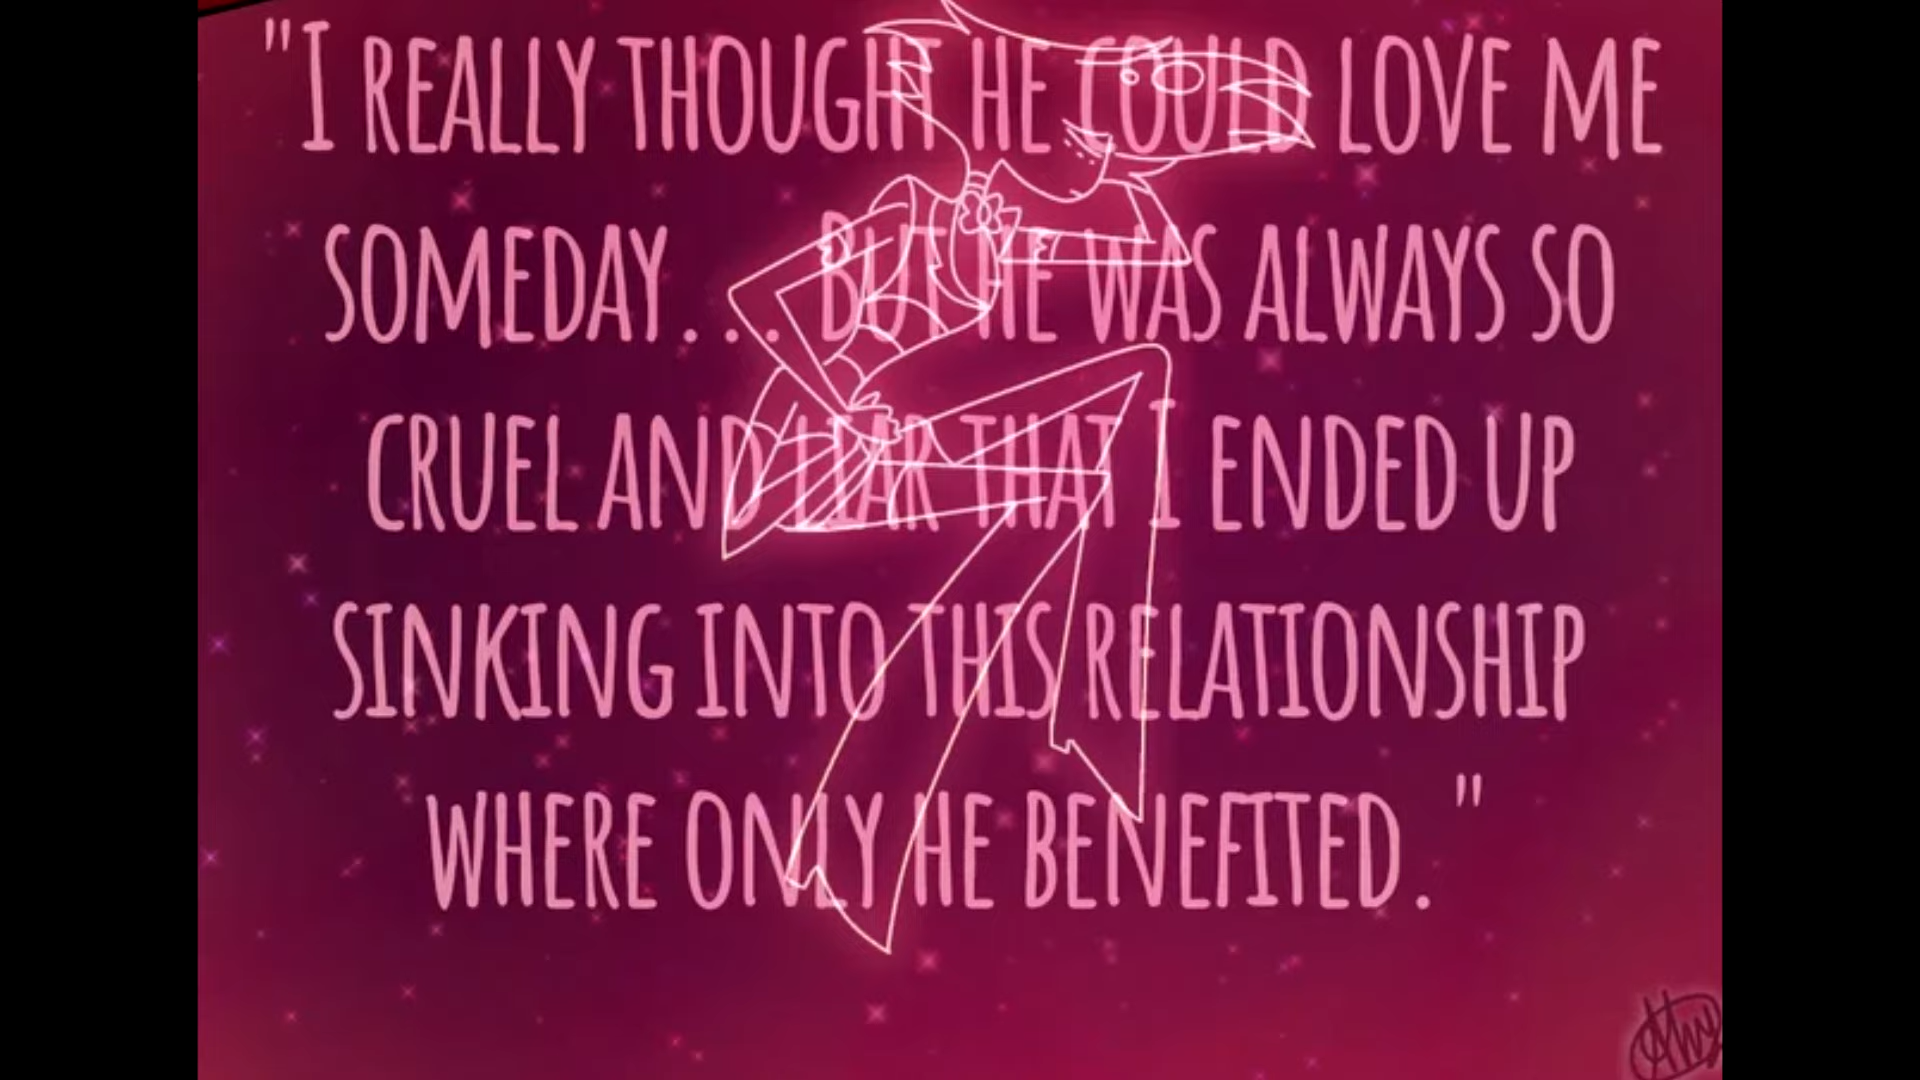 "I REALLY THOUGHT HE COULD LOVE ME
SOMEDAY... BUT HE WAS ALWAYS SO
CRUEL AND LIAR THAT I ENDED UP
SINKING INTO THIS RELATIONSHIP
WHERE ONLY HE BENEFITED."